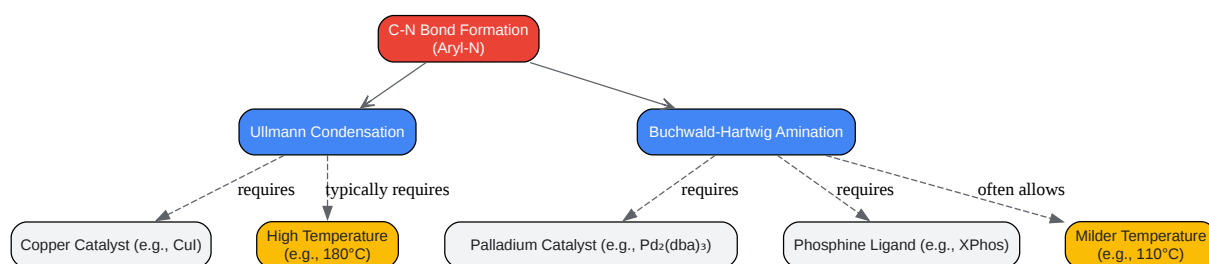 C-N Bond Formation
(Aryl-N)
Ullmann Condensation
Buchwald-Hartwig Amination
requires
typically requires
requires
requires
often allows
Copper Catalyst (e.g., CuI)
High Temperature
(e.g., 180°C)
Palladium Catalyst (e.g., Pd₂(dba)₃)
Phosphine Ligand (e.g., XPhos)
Milder Temperature
(e.g., 110°C)